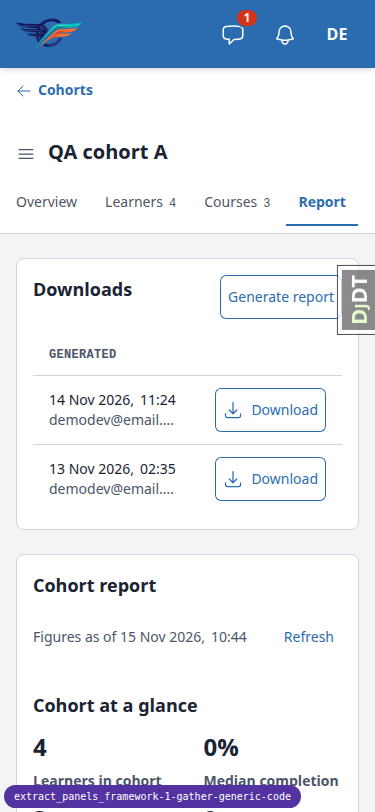 1
DE
Cohorts
QA cohort A
Overview Learners 4 Courses 3 Report
Downloads
Generate report
DjDT
GENERATED
14 Nov 2026, 11:24
demodev@email....
Download
13 Nov 2026, 02:35
demodev@email....
Download
Cohort report
Figures as of 15 Nov 2026, 10:44 Refresh
Cohort at a glance
4 0%
Learners in cohort Median completion
extract_panels_framework-1-gather-generic-code